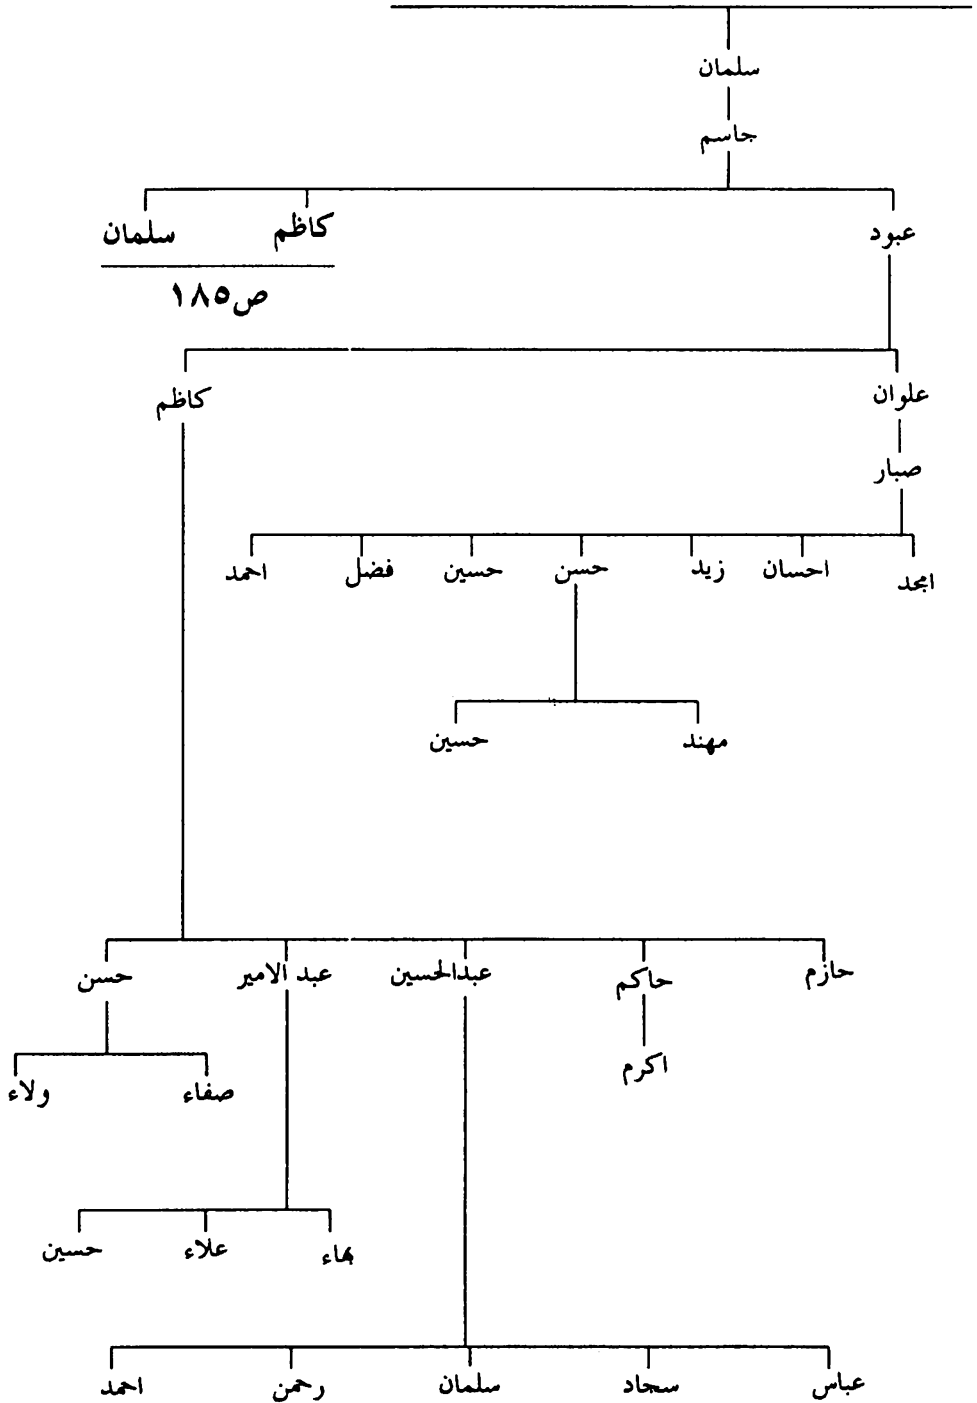 سلمان
جاسم
عبود كاظم سلمان
ص١٨٥
علوان كاظم
صبار
امجد احسان زيد حسن حسين فضل احمد
مهند حسين
حازم حاكم عبدالحسين عبد الامير حسن
اكرم
صفاء ولاء
بهاء علاء حسين
عباس سجاد سلمان رحمن احمد